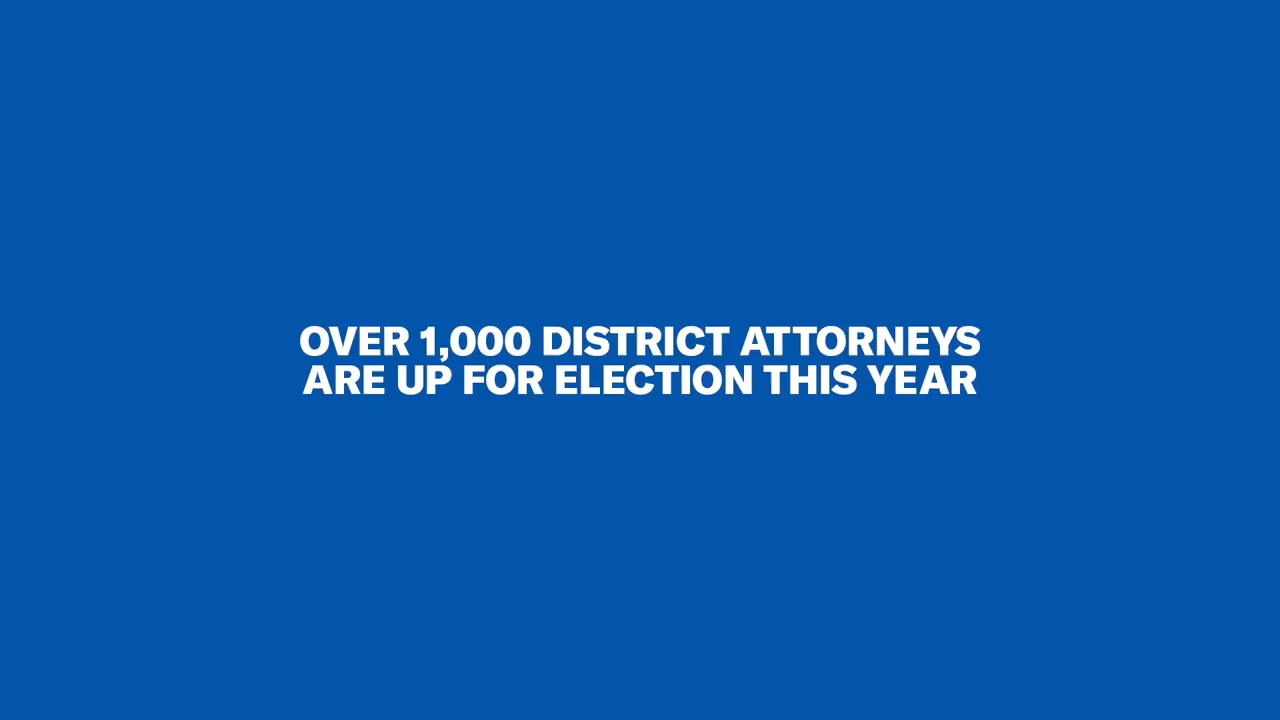 OVER 1,000 DISTRICT ATTORNEYS
ARE UP FOR ELECTION THIS YEAR